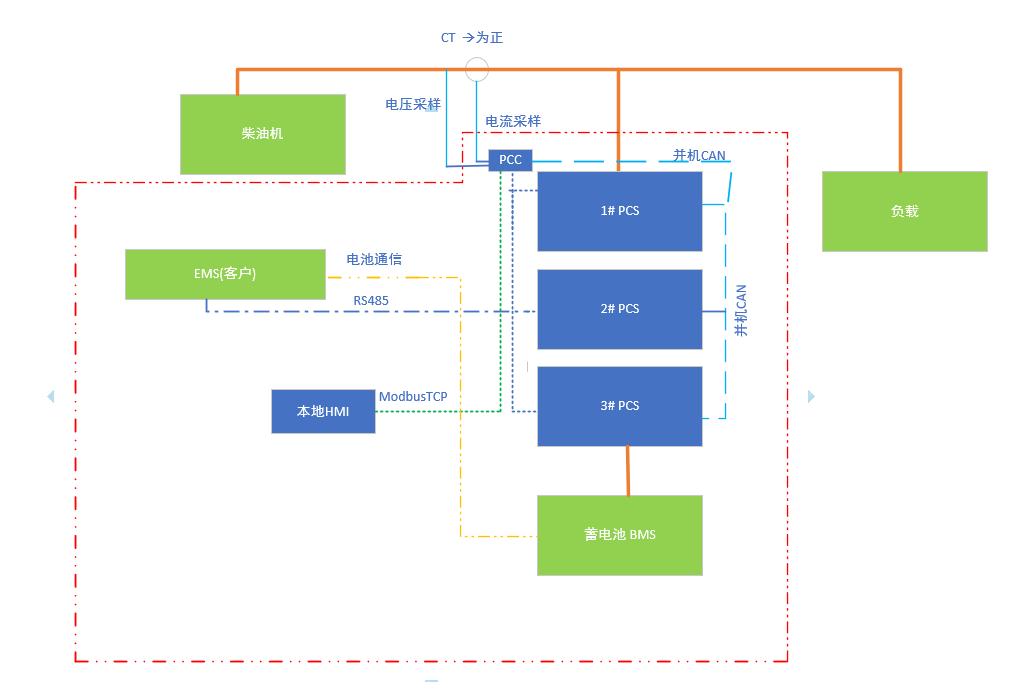 CT →为正
电压采样
柴油机
电流采样
PCC
并机CAN
1# PCS
负载
电池通信
EMS(客户)
RS485
2# PCS
并机CAN
ModbusTCP
本地HMI
3# PCS
蓄电池 BMS